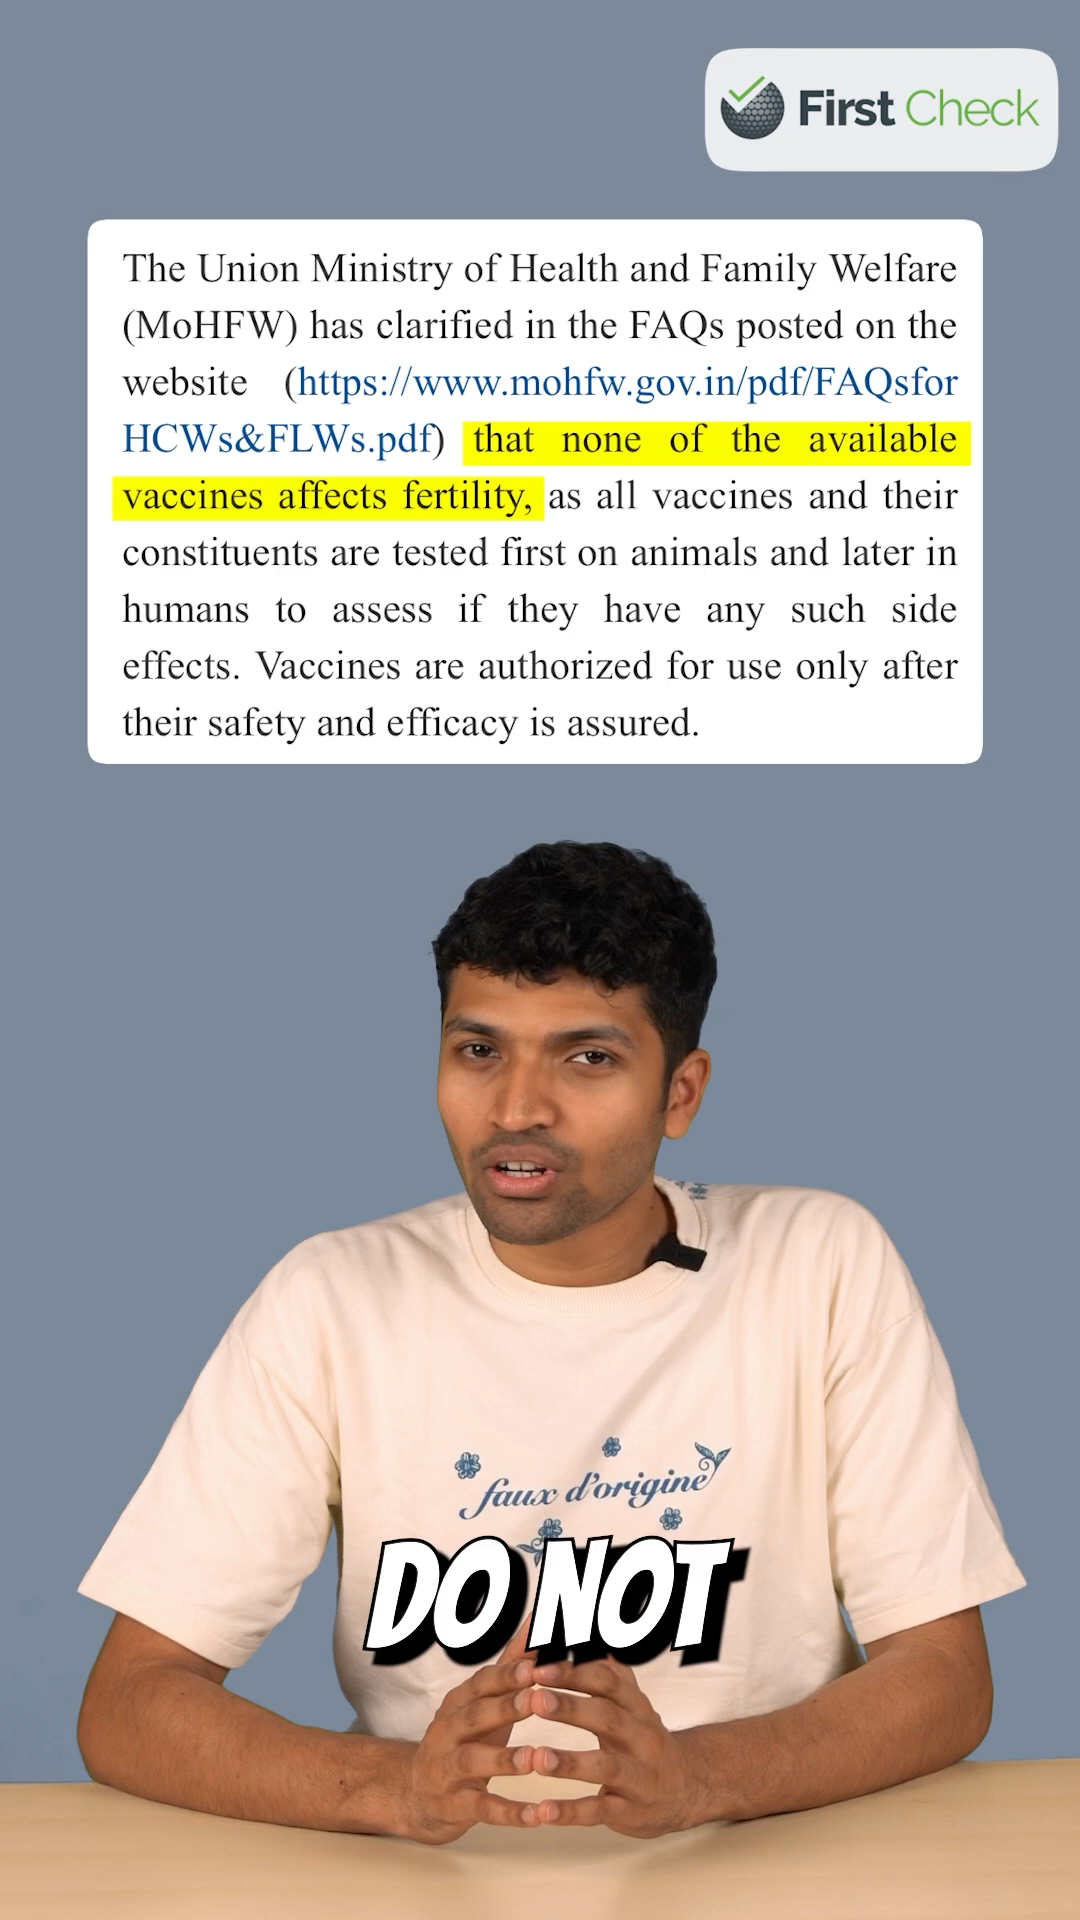 First Check
The Union Ministry of Health and Family Welfare
(MoHFW) has clarified in the FAQs posted on the
website (https://www.mohfw.gov.in/pdf/FAQsfor
HCWs&FLWs.pdf) that none of the available
vaccines affects fertility, as all vaccines and their
constituents are tested first on animals and later in
humans to assess if they have any such side
effects. Vaccines are authorized for use only after
their safety and efficacy is assured.
faux d'origine
DO NOT